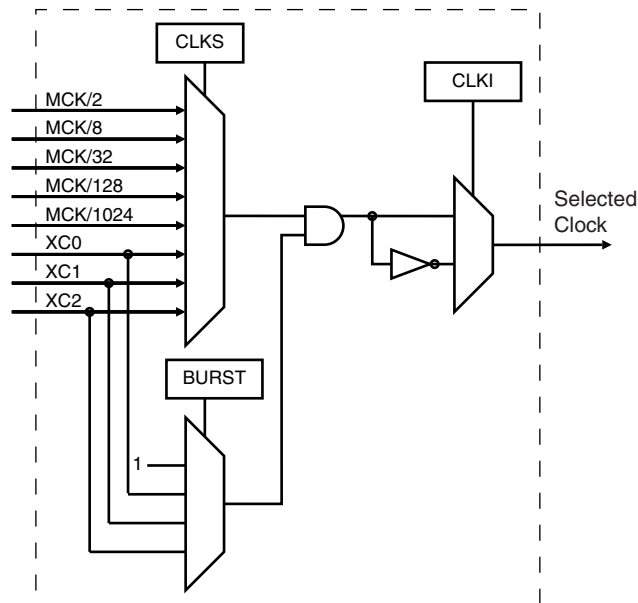 CLKS
CLKI
MCK/2
MCK/8
MCK/32
MCK/128
MCK/1024
XC0
XC1
XC2
Selected
Clock
BURST
1